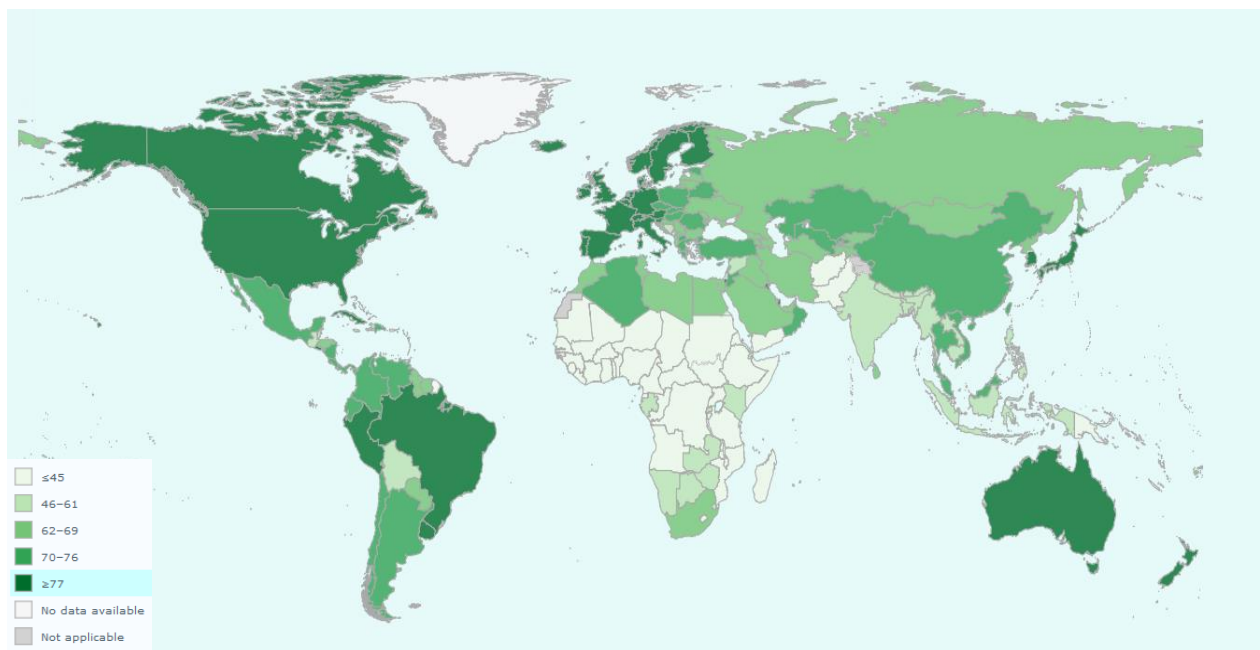 ≤45
46–61
62–69
70–76
≥77
No data available
Not applicable